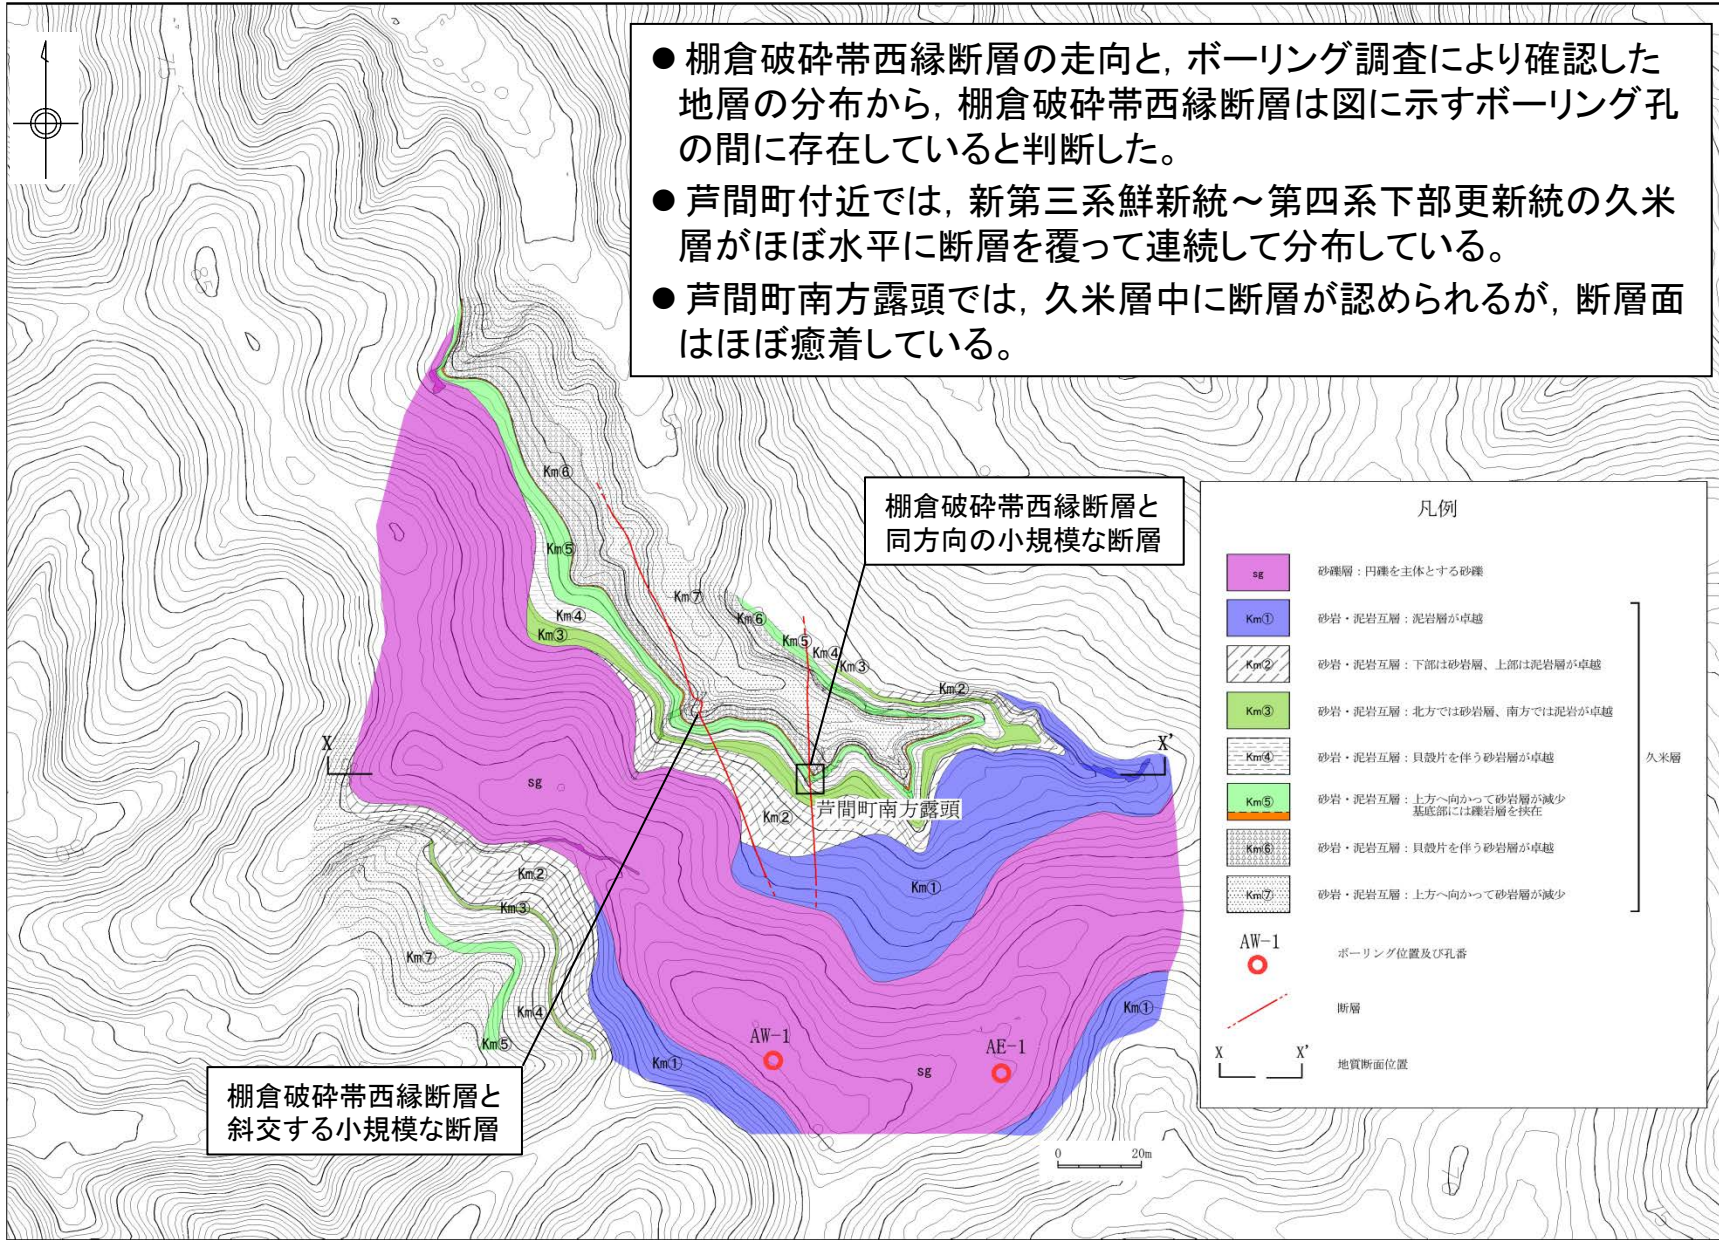 ● 棚倉破砕帯西縁断層の走向と, ボーリング調査により確認した
地層の分布から, 棚倉破砕帯西縁断層は図に示すボーリング孔
の間に存在していると判断した。
● 芦間町付近では, 新第三系鮮新統～第四系下部更新統の久米
層がほぼ水平に断層を覆って連続して分布している。
● 芦間町南方露頭では, 久米層中に断層が認められるが, 断層面
はほぼ癒着している。
棚倉破砕帯西縁断層と
同方向の小規模な断層
Km⑥
Km⑤
Km④
Km③
Km⑦
Km⑥
Km⑤
Km④
Km③
Km②
X
X'
sg
Km②
芦間町南方露頭
Km①
Km②
Km③
Km⑦
Km④
Km⑤
Km①
Km①
AW-1
AE-1
sg
棚倉破砕帯西縁断層と
斜交する小規模な断層
0 20m
凡例
sg 砂礫層：円礫を主体とする砂礫
Km① 砂岩・泥岩互層：泥岩層が卓越
Km② 砂岩・泥岩互層：下部は砂岩層、上部は泥岩層が卓越
Km③ 砂岩・泥岩互層：北方では砂岩層、南方では泥岩が卓越
Km④ 砂岩・泥岩互層：貝殻片を伴う砂岩層が卓越
久米層
Km⑤ 砂岩・泥岩互層：上方へ向かって砂岩層が減少
基底部には礫岩層を挟在
Km⑥ 砂岩・泥岩互層：貝殻片を伴う砂岩層が卓越
Km⑦ 砂岩・泥岩互層：上方へ向かって砂岩層が減少
AW-1 ボーリング位置及び孔番
断層
X X' 地質断面位置